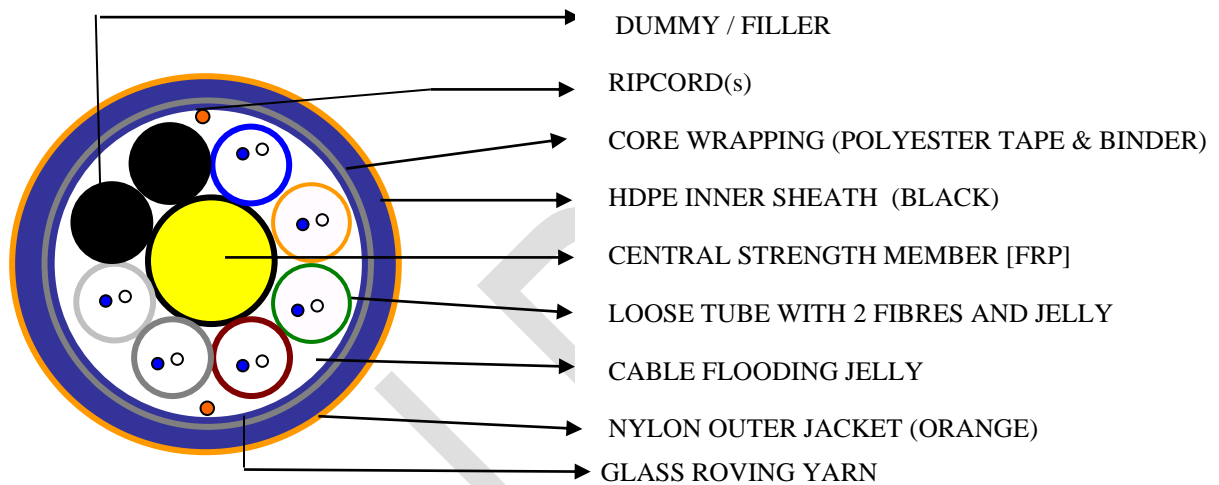 DUMMY / FILLER
RIPCORD(s)
CORE WRAPPING (POLYESTER TAPE & BINDER)
HDPE INNER SHEATH (BLACK)
CENTRAL STRENGTH MEMBER [FRP]
LOOSE TUBE WITH 2 FIBRES AND JELLY
CABLE FLOODING JELLY
NYLON OUTER JACKET (ORANGE)
GLASS ROVING YARN